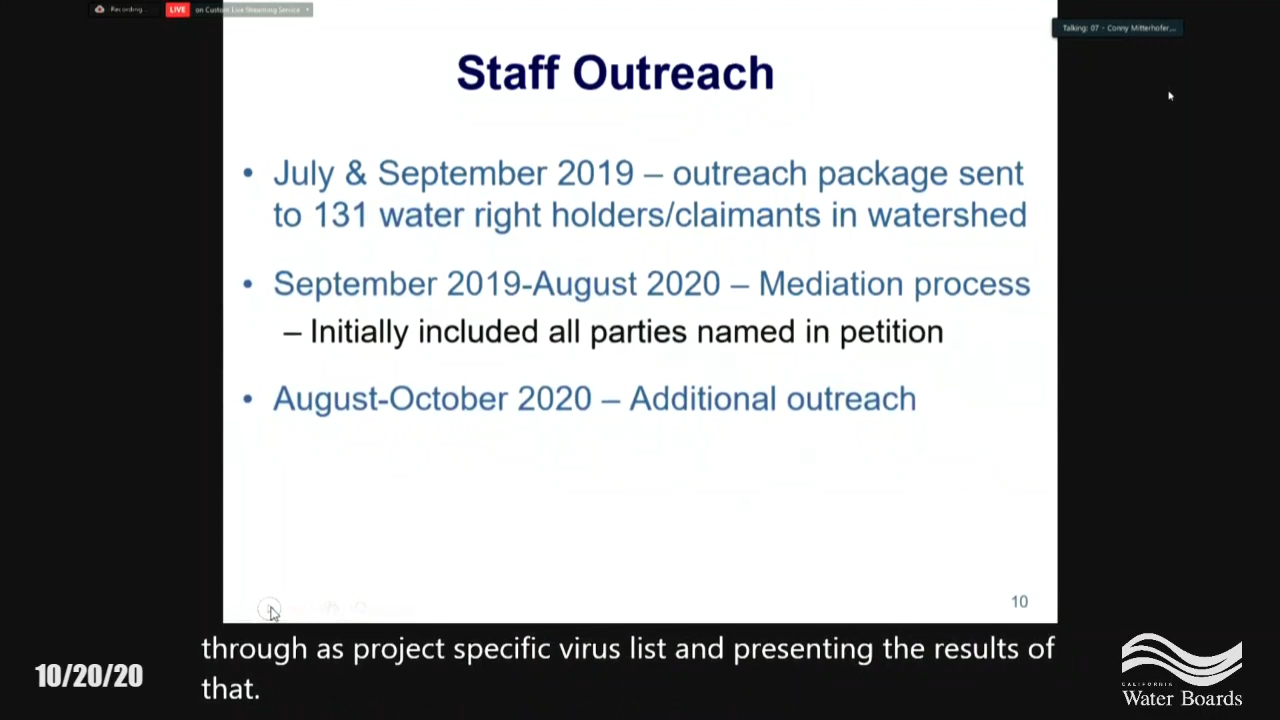 Recording...
LIVE on Custom Live Streaming Service
Talking: 07 - Conny Mitterhofer...
Staff Outreach
• July & September 2019 – outreach package sent
to 131 water right holders/claimants in watershed
• September 2019-August 2020 – Mediation process
– Initially included all parties named in petition
• August-October 2020 – Additional outreach
10
through as project specific virus list and presenting the results of
that.
10/20/20
CALIFORNIA
Water Boards